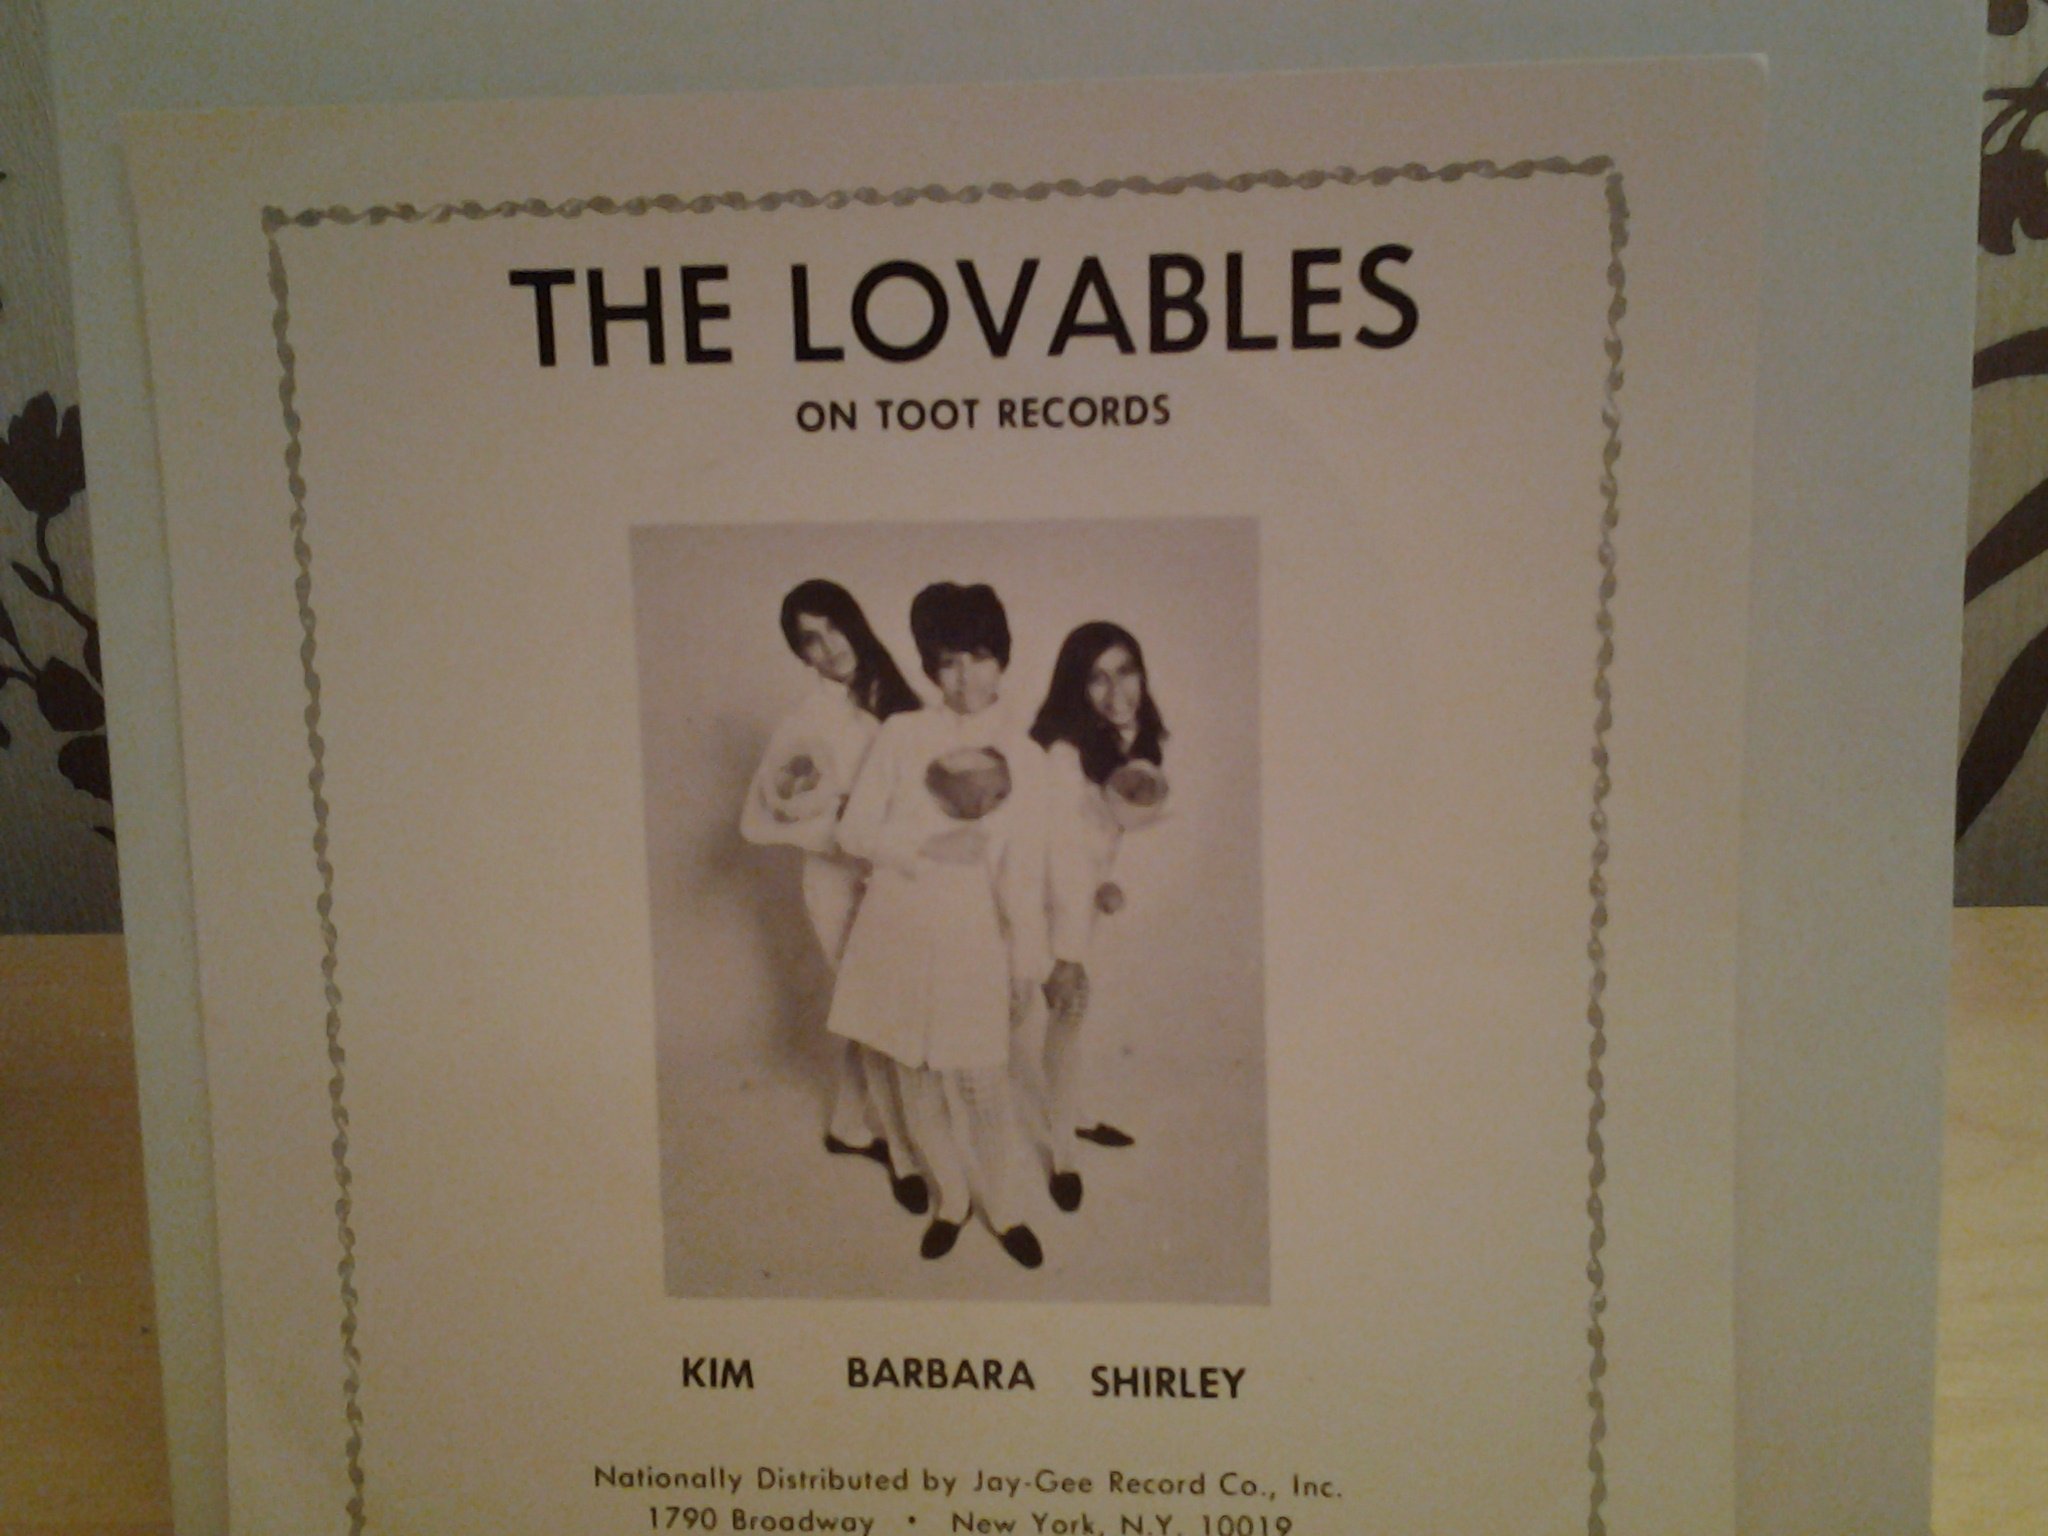 THE LOVABLES
ON TOOT RECORDS
KIM BARBARA SHIRLEY
Nationally Distributed by Jay-Gee Record Co., Inc.
1790 Broadway • New York, N.Y. 10019